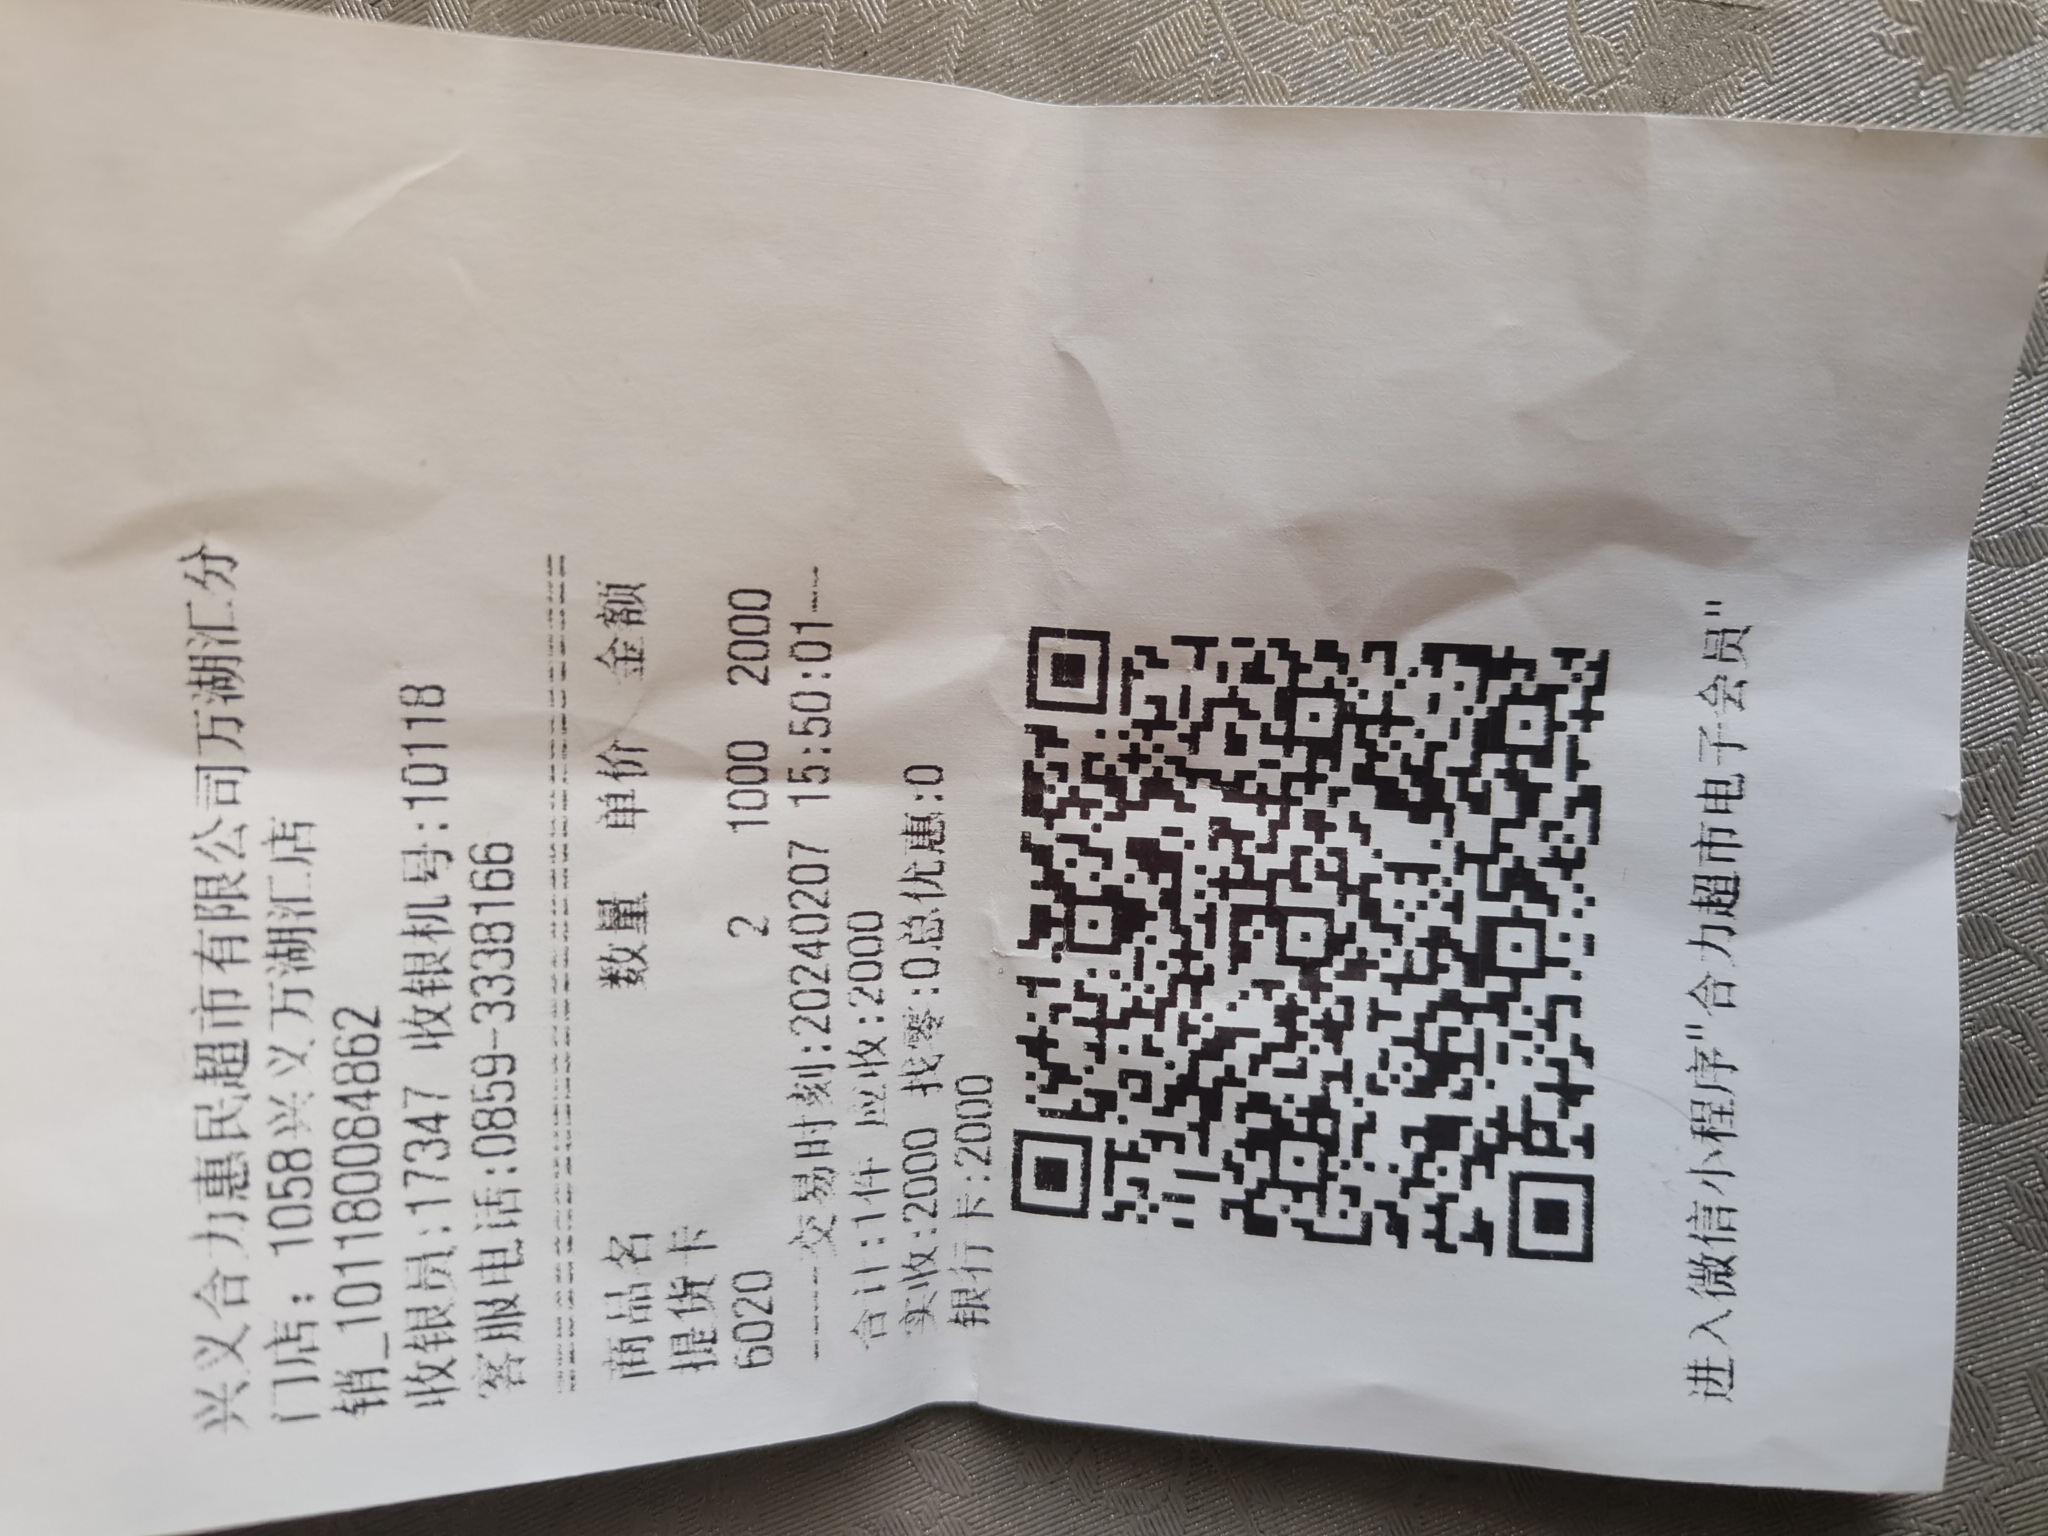 兴义合力惠民超市有限公司万湖汇分
门店：1058兴义万湖汇店
销_101180084862
收银员:17347 收银机号:10118
客服电话:0859-3338166
商品名 数量 单价 金额
提货卡
6020 2 1000 2000
-----交易时刻:20240207 15:50:01---
合计:1件 应收:2000
实收:2000 找零:0总优惠:0
银行卡:2000
进入微信小程序"合力超市电子会员"